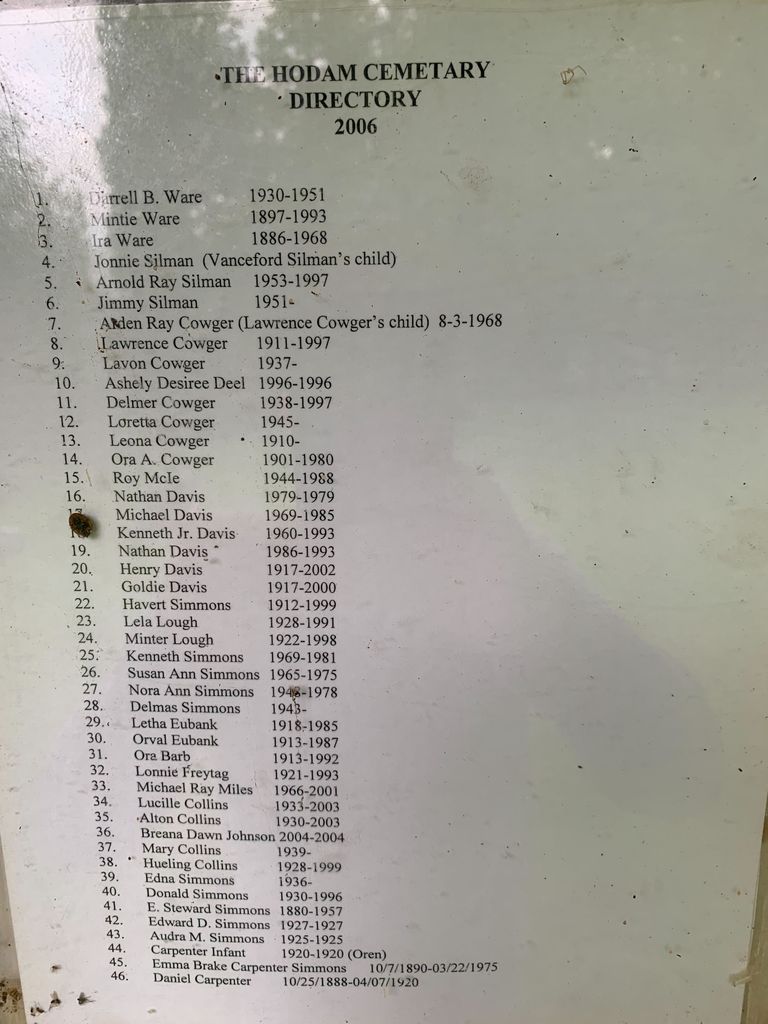 THE HODAM CEMETARY
DIRECTORY
2006
1. Darrell B. Ware 1930-1951
2. Mintie Ware 1897-1993
3. Ira Ware 1886-1968
4. Jonnie Silman (Vanceford Silman's child)
5. Arnold Ray Silman 1953-1997
6. Jimmy Silman 1951-
7. Alden Ray Cowger (Lawrence Cowger's child) 8-3-1968
8. Lawrence Cowger 1911-1997
9. Lavon Cowger 1937-
10. Ashely Desiree Deel 1996-1996
11. Delmer Cowger 1938-1997
12. Loretta Cowger 1945-
13. Leona Cowger 1910-
14. Ora A. Cowger 1901-1980
15. Roy McIe 1944-1988
16. Nathan Davis 1979-1979
17. Michael Davis 1969-1985
18. Kenneth Jr. Davis 1960-1993
19. Nathan Davis 1986-1993
20. Henry Davis 1917-2002
21. Goldie Davis 1917-2000
22. Havert Simmons 1912-1999
23. Lela Lough 1928-1991
24. Minter Lough 1922-1998
25. Kenneth Simmons 1969-1981
26. Susan Ann Simmons 1965-1975
27. Nora Ann Simmons
28. Delmas Simmons 1943-
29. Letha Eubank 1918-1985
30. Orval Eubank 1913-1987
31. Ora Barb 1913-1992
32. Lonnie Freytag 1921-1993
33. Michael Ray Miles 1966-2001
34. Lucille Collins 1933-2003
35. Alton Collins 1930-2003
36. Breana Dawn Johnson 2004-2004
37. Mary Collins 1939-
38. Hueling Collins 1928-1999
39. Edna Simmons 1936-
40. Donald Simmons 1930-1996
41. E. Steward Simmons 1880-1957
42. Edward D. Simmons 1927-1927
43. Audra M. Simmons 1925-1925
44. Carpenter Infant 1920-1920 (Oren)
45. Emma Brake Carpenter Simmons 10/7/1890-03/22/1975
46. Daniel Carpenter 10/25/1888-04/07/1920